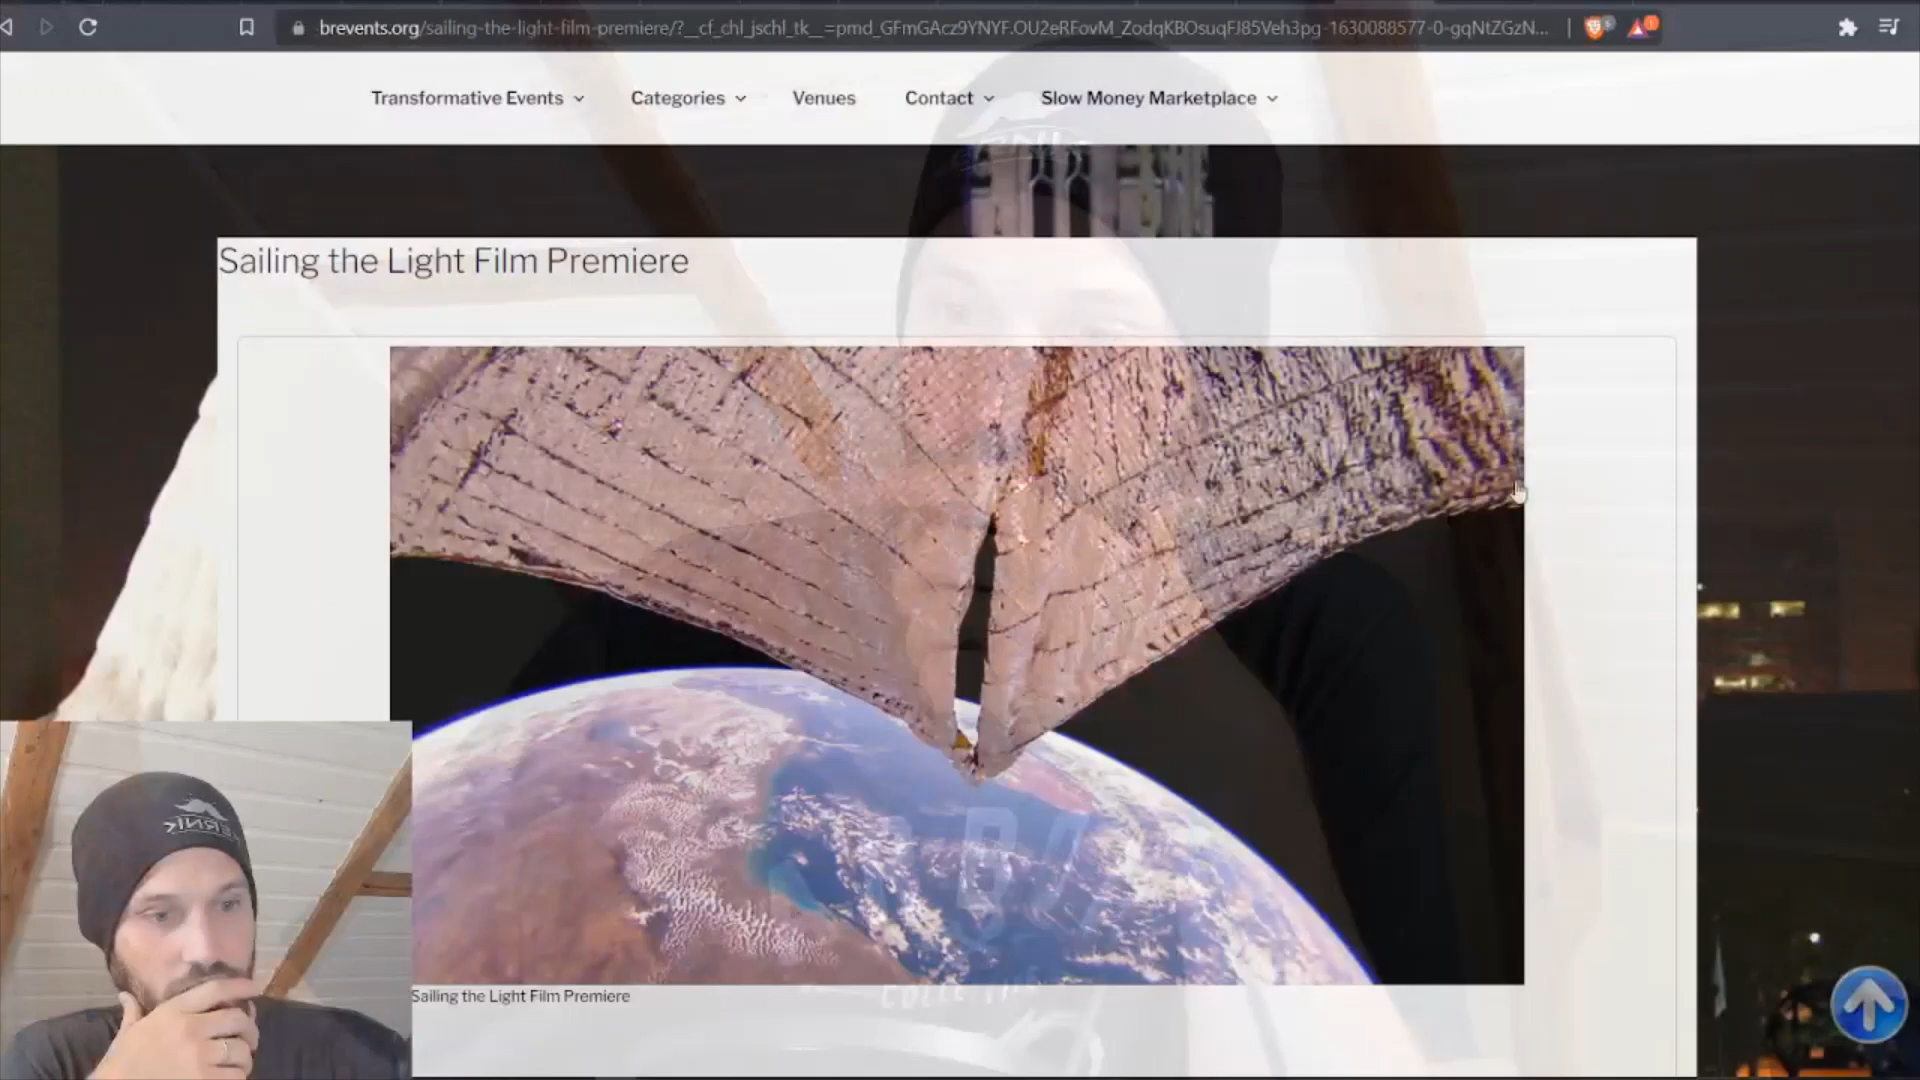 brevents.org/sailing-the-light-film-premiere/?__cf_chl_jschl_tk__=pmd_GFmGAcz9YNYF.OU2eRFovM_ZodqKBOsuqFJ85Veh3pg-1630088577-0-gqNtZGzN...
Transformative Events Categories Venues Contact Slow Money Marketplace
Sailing the Light Film Premiere
Sailing the Light Film Premiere